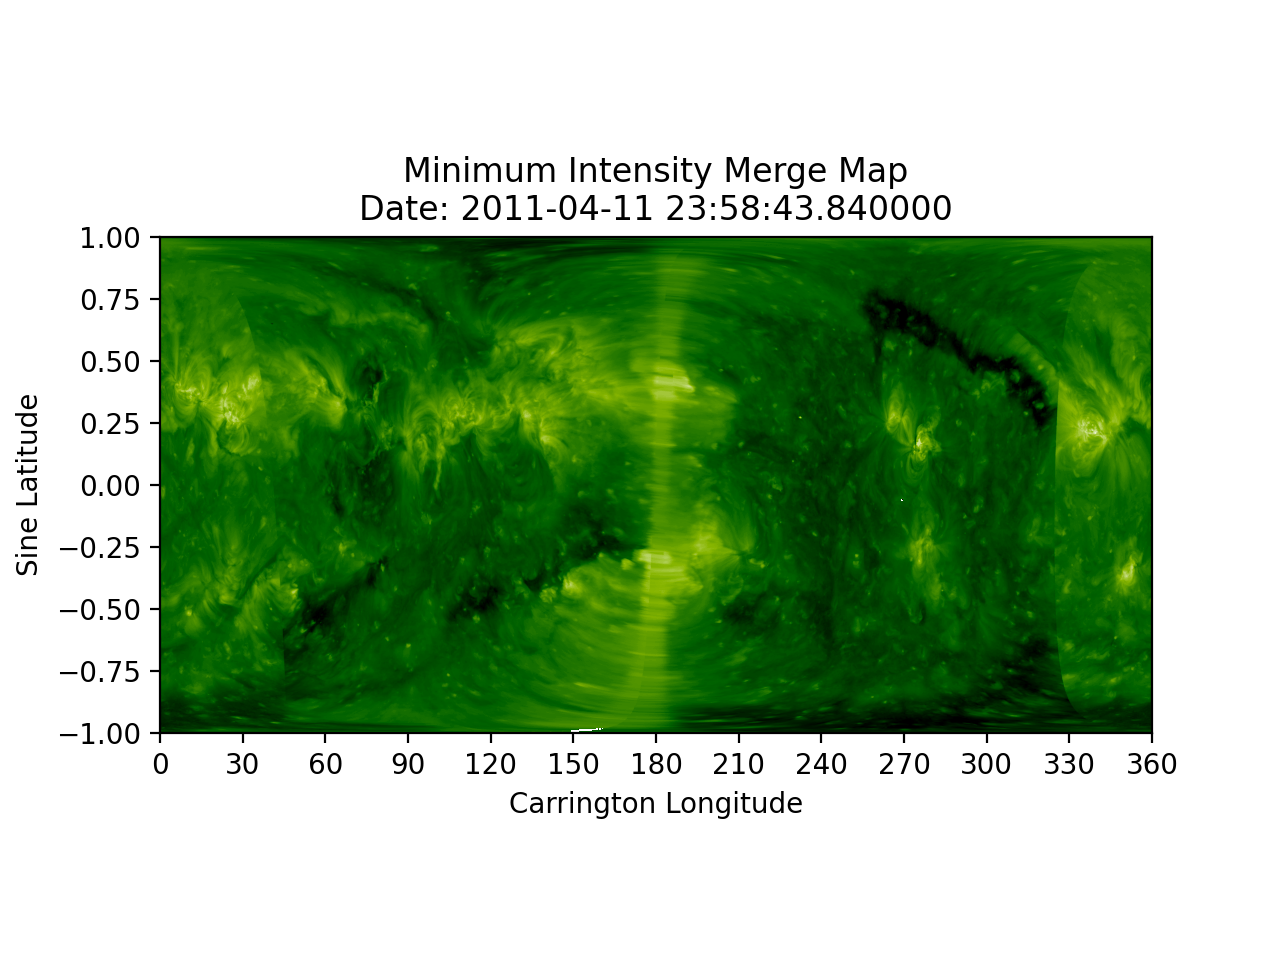 Minimum Intensity Merge Map
Date: 2011-04-11 23:58:43.840000
1.00
0.75
0.50
0.25
0.00
−0.25
−0.50
−0.75
−1.00
Sine Latitude
0 30 60 90 120 150 180 210 240 270 300 330 360
Carrington Longitude